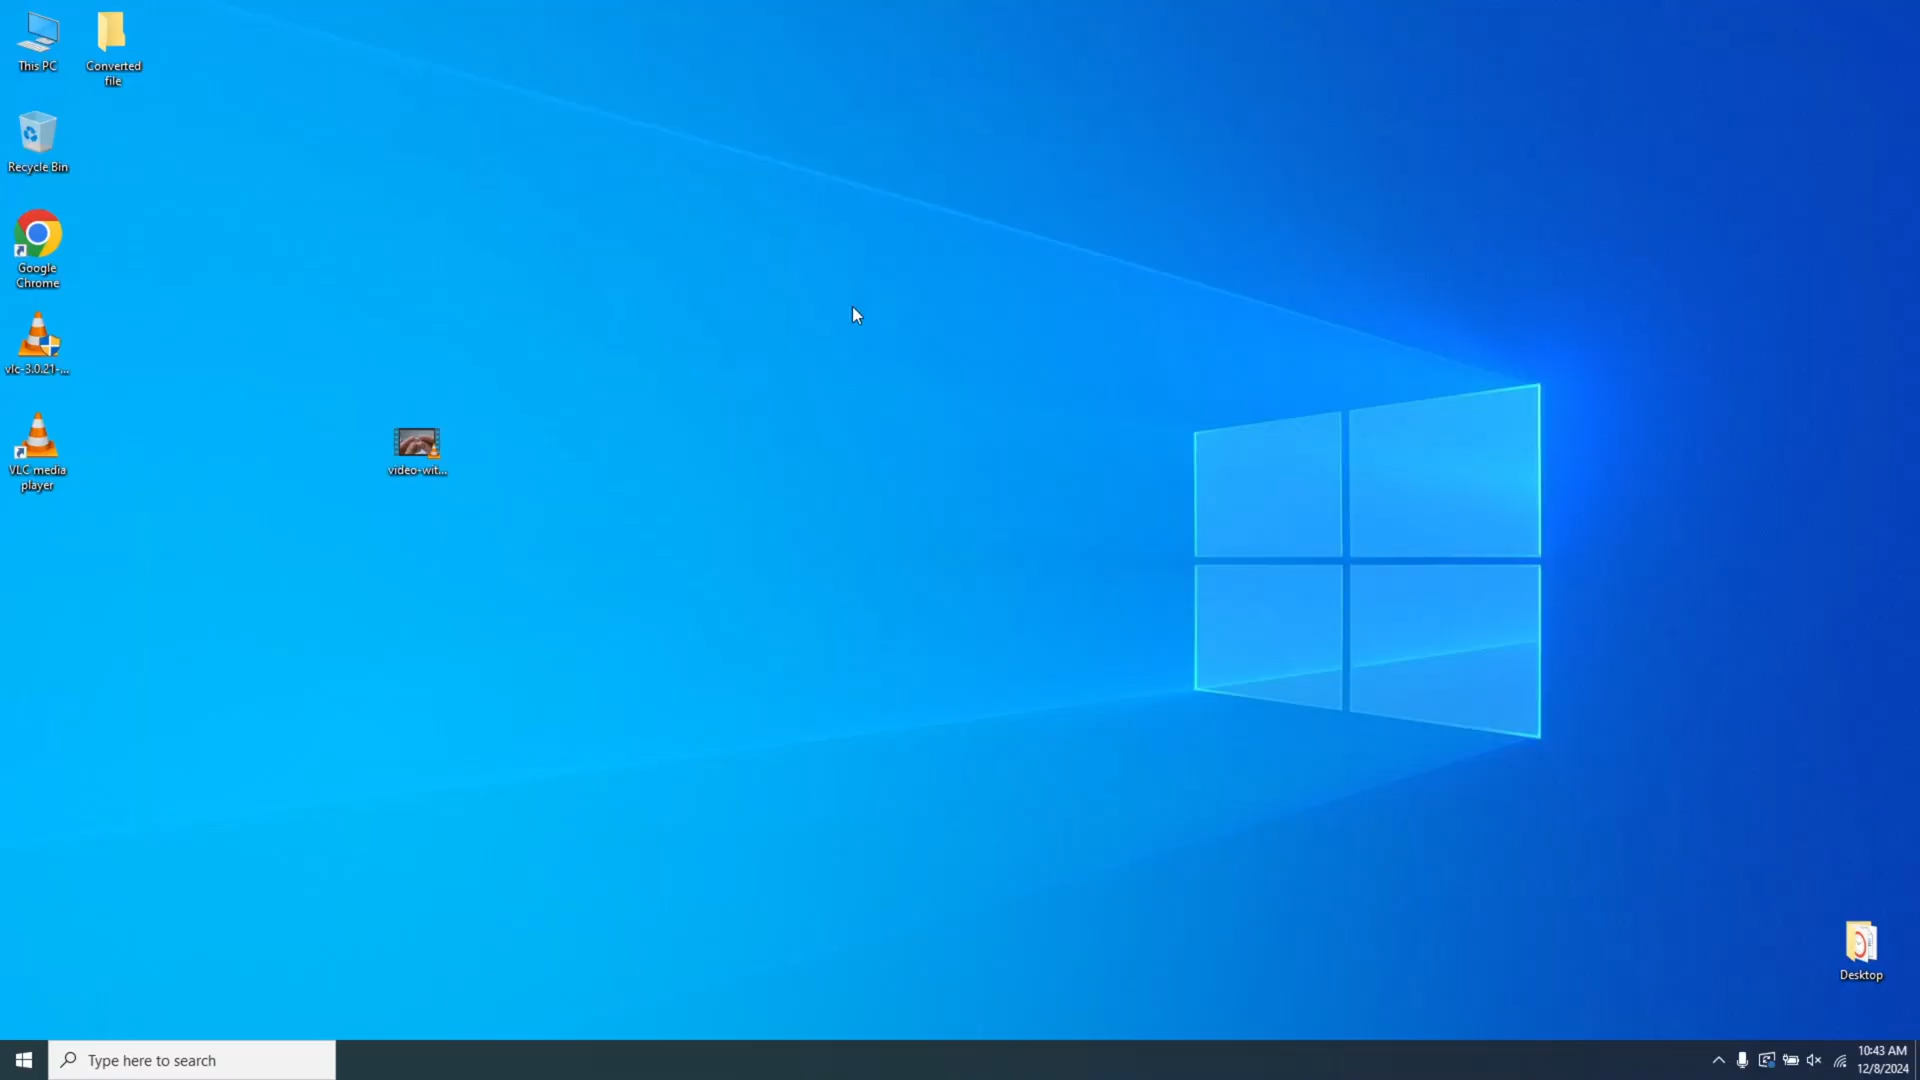 This PC
Converted
file
Recycle Bin
Google
Chrome
vlc-3.0.21-...
VLC media
player
video-wit...
Desktop
Type here to search
10:43 AM
12/8/2024